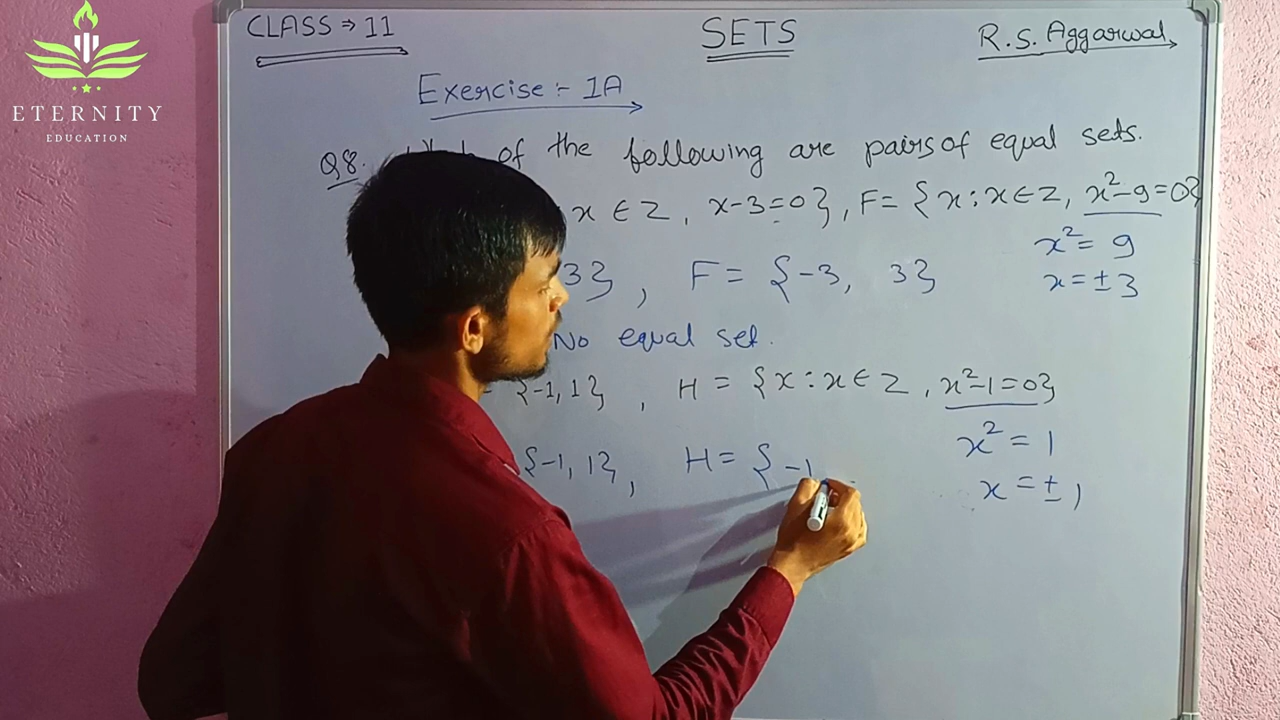 ETERNITY
EDUCATION
CLASS ⇒ 11
SETS
R.S. Aggarwal
Exercise :- 1A
Q8. of the following are pairs of equal sets.
x ∈ Z , x-3=0} , F = { x : x ∈ Z, x²-9=0}
x² = 9
3} , F = {-3, 3}
x = ± 3
No equal set.
{-1, 1} , H = {x : x ∈ Z , x²-1=0}
x² = 1
{-1, 1} , H = { -1
x = ± 1